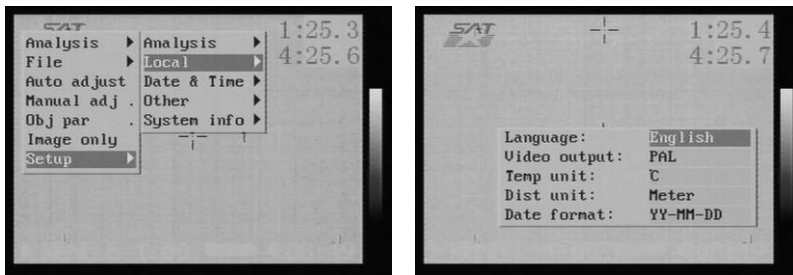 SAT
1:25.3
4:25.6
Analysis
File
Auto adjust
Manual adj .
Obj par .
Image only
Setup
Analysis
Local
Date & Time
Other
System info
SAT
1:25.4
4:25.7
Language: English
Video output: PAL
Temp unit: ℃
Dist unit: Meter
Date format: YY-MM-DD